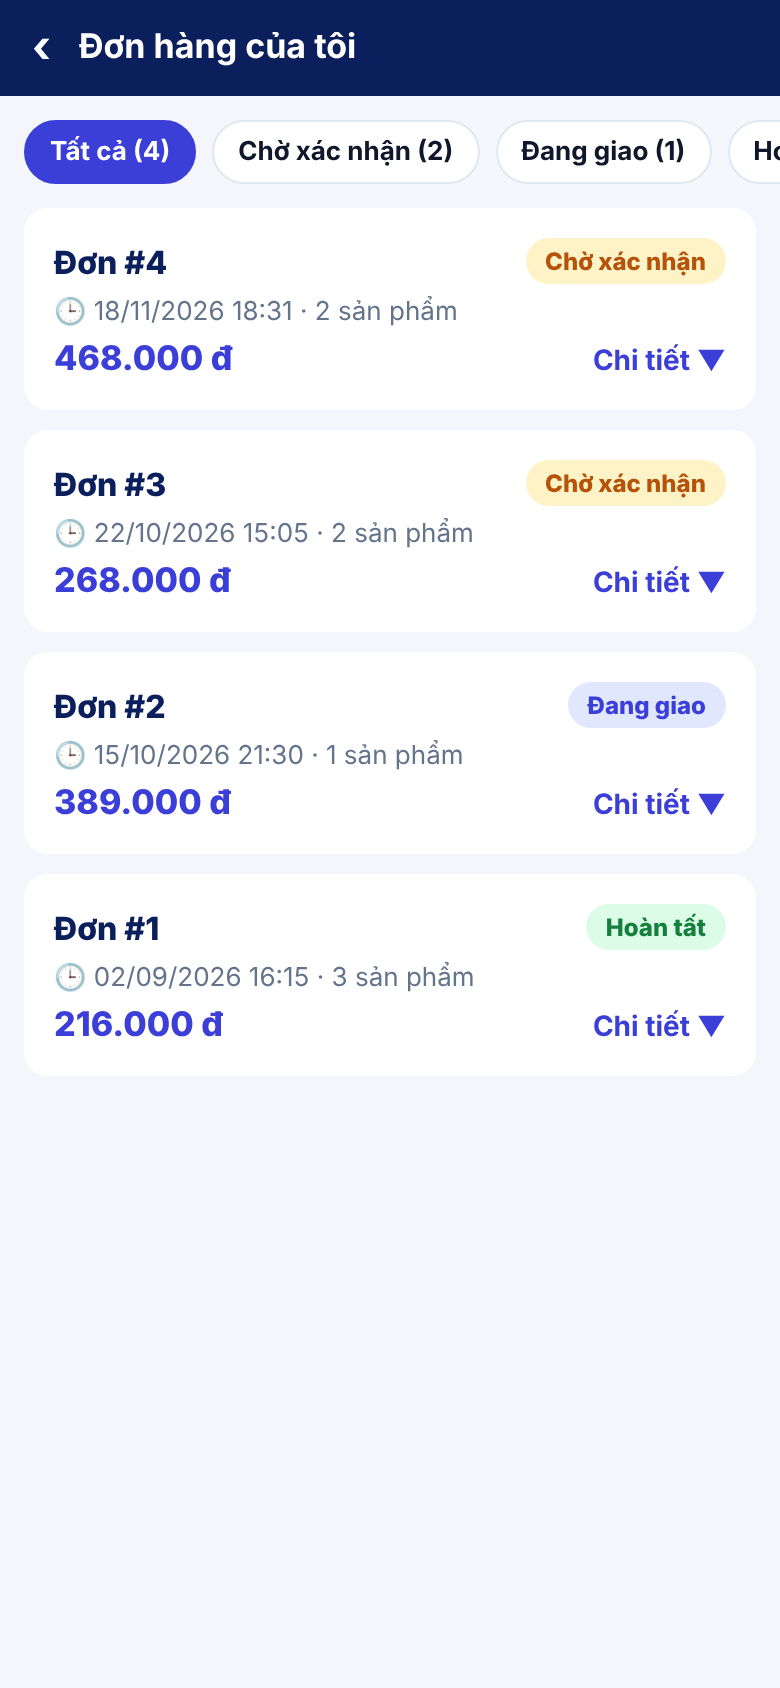 ‹ Đơn hàng của tôi
Tất cả (4) Chờ xác nhận (2) Đang giao (1)
Đơn #4 Chờ xác nhận
18/11/2026 18:31 · 2 sản phẩm
468.000 đ Chi tiết ▼
Đơn #3 Chờ xác nhận
22/10/2026 15:05 · 2 sản phẩm
268.000 đ Chi tiết ▼
Đơn #2 Đang giao
15/10/2026 21:30 · 1 sản phẩm
389.000 đ Chi tiết ▼
Đơn #1 Hoàn tất
02/09/2026 16:15 · 3 sản phẩm
216.000 đ Chi tiết ▼